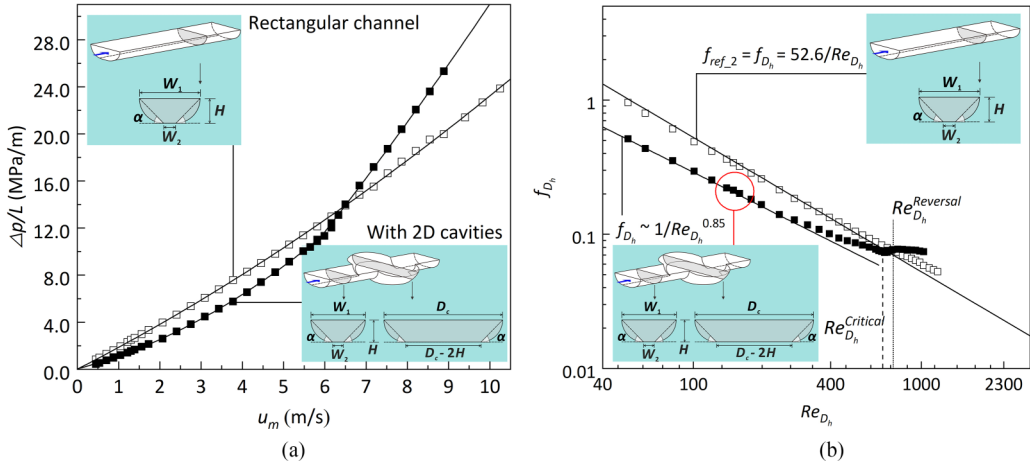 Rectangular channel
28.0
24.0
20.0
16.0
12.0
8.0
4.0
0.0
Δp/L (MPa/m)
W1
H
α
W2
With 2D cavities
W1
Dc
α
W2
H
Dc - 2H
α
0 1 2 3 4 5 6 7 8 9 10
um (m/s)
(a)
fref_2 = fDh = 52.6/ReDh
W1
H
α
W2
1
0.1
0.01
fDh
ReDh^Reversal
fDh ~ 1/ReDh^0.85
W1
Dc
α
W2
H
Dc - 2H
α
ReDh^Critical
40 100 400 1000 2300
ReDh
(b)